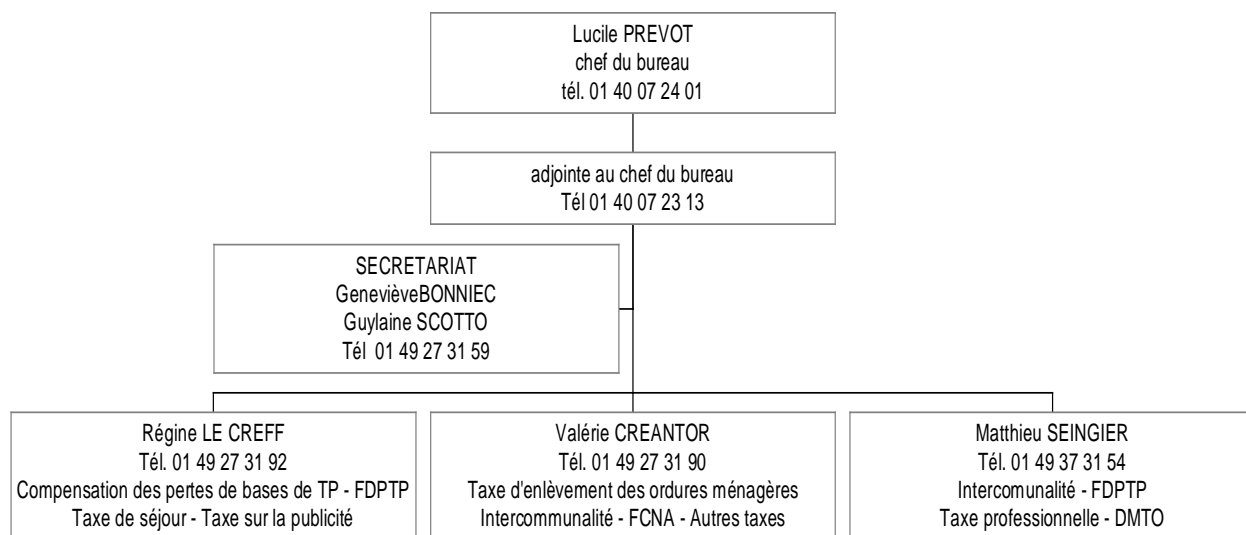 Lucile PREVOT
chef du bureau
tél. 01 40 07 24 01
adjointe au chef du bureau
Tél 01 40 07 23 13
SECRETARIAT
GenevièveBONNIEC
Guylaine SCOTTO
Tél 01 49 27 31 59
Régine LE CREFF
Tél. 01 49 27 31 92
Compensation des pertes de bases de TP - FDPTP
Taxe de séjour - Taxe sur la publicité
Valérie CREANTOR
Tél. 01 49 27 31 90
Taxe d'enlèvement des ordures ménagères
Intercommunalité - FCNA - Autres taxes
Matthieu SEINGIER
Tél. 01 49 37 31 54
Intercomunalité - FDPTP
Taxe professionnelle - DMTO